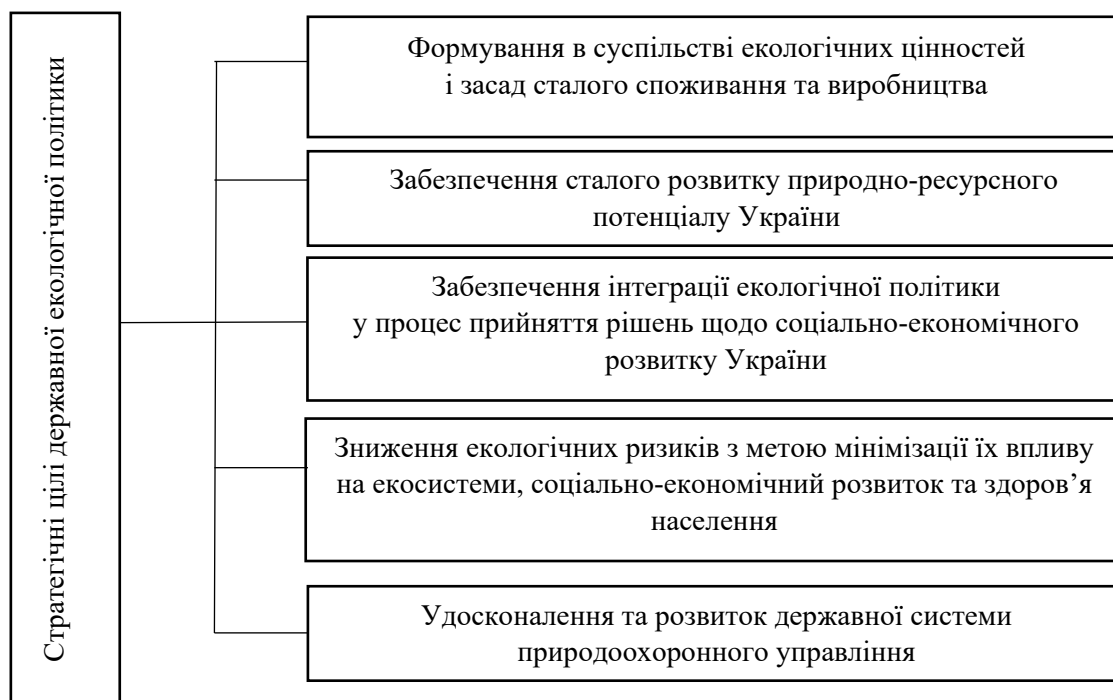 Стратегічні цілі державної екологічної політики
Формування в суспільстві екологічних цінностей
і засад сталого споживання та виробництва
Забезпечення сталого розвитку природно-ресурсного
потенціалу України
Забезпечення інтеграції екологічної політики
у процес прийняття рішень щодо соціально-економічного
розвитку України
Зниження екологічних ризиків з метою мінімізації їх впливу
на екосистеми, соціально-економічний розвиток та здоров’я
населення
Удосконалення та розвиток державної системи
природоохоронного управління